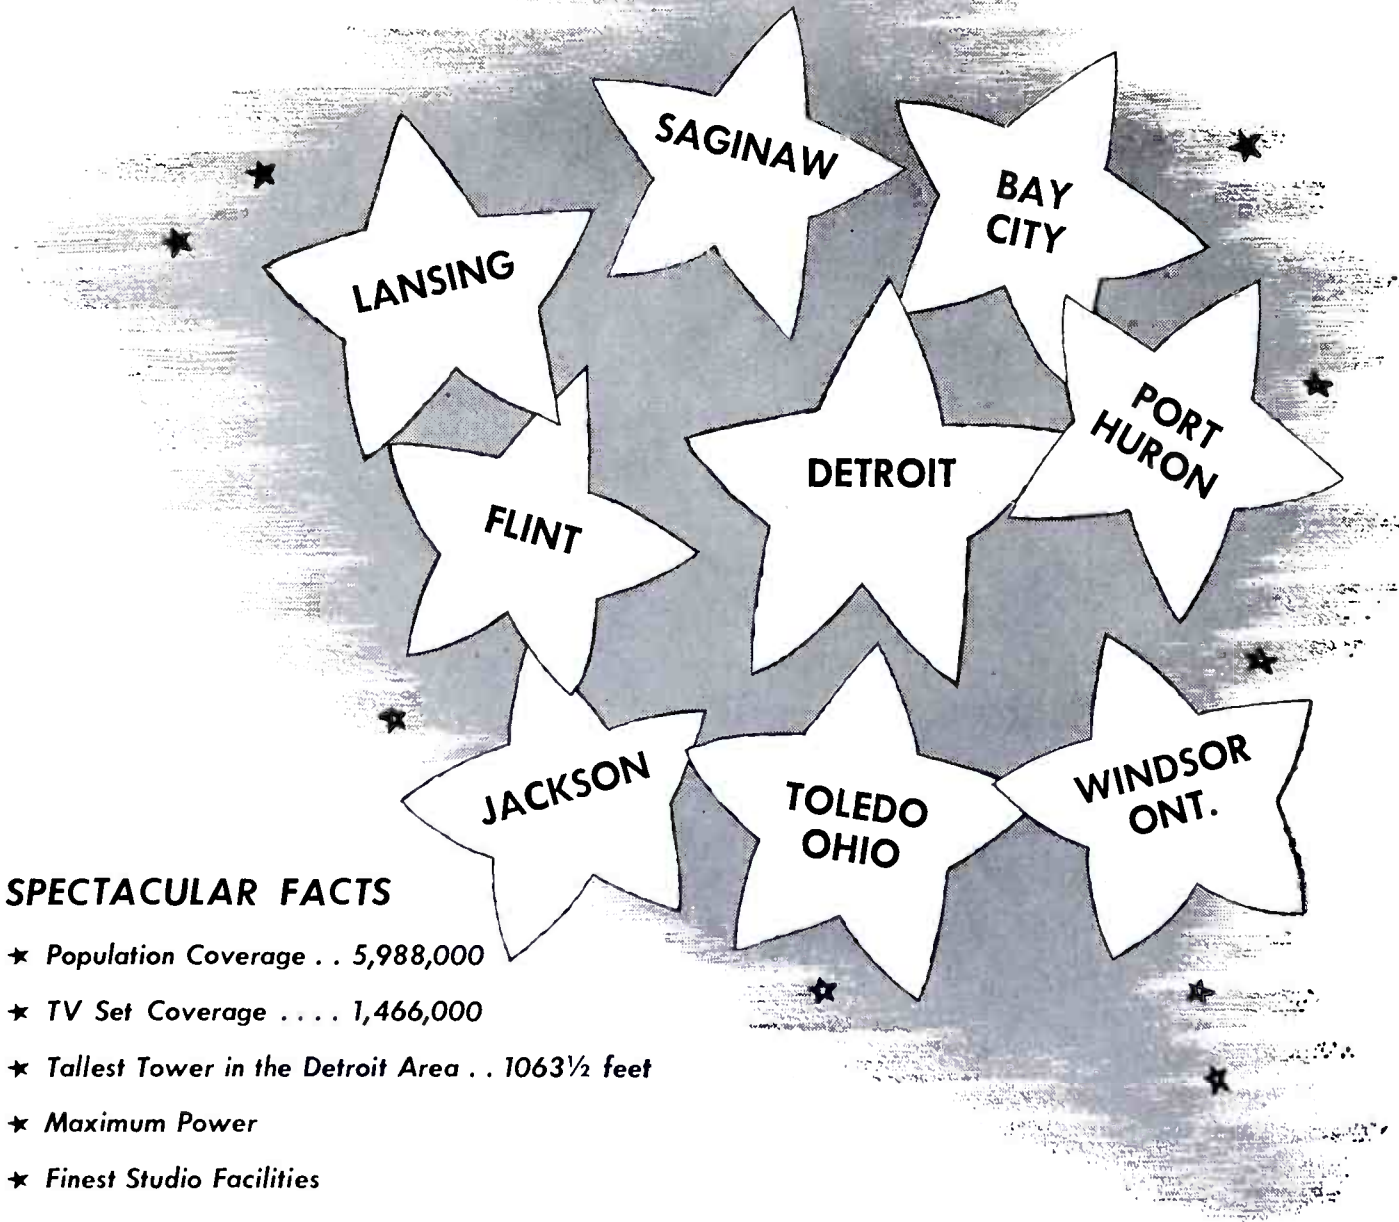 SAGINAW
BAY
CITY
LANSING
PORT
HURON
DETROIT
FLINT
JACKSON
TOLEDO
OHIO
WINDSOR
ONT.
SPECTACULAR FACTS
★ Population Coverage . . 5,988,000
★ TV Set Coverage . . . . 1,466,000
★ Tallest Tower in the Detroit Area . . 1063½ feet
★ Maximum Power
★ Finest Studio Facilities